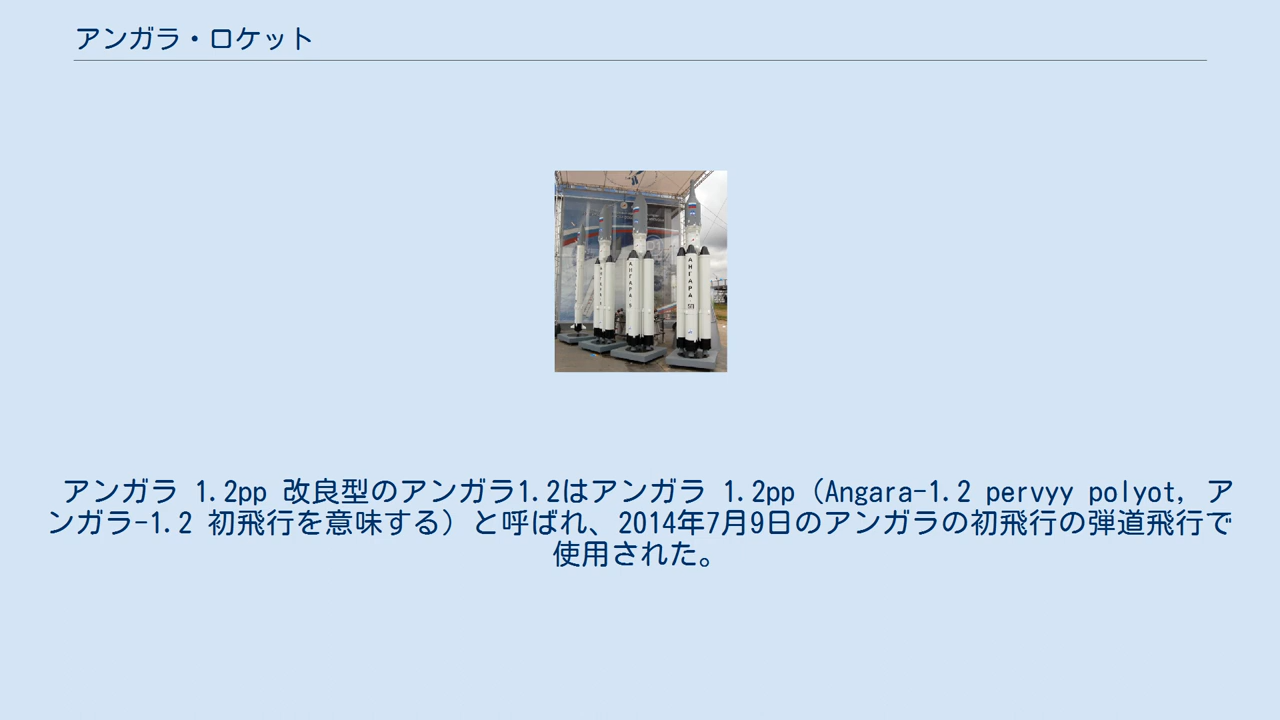 アンガラ・ロケット
АНГАРА 5П
АНГАРА 5
アンガラ 1.2pp 改良型のアンガラ1.2はアンガラ 1.2pp（Angara-1.2 pervyy polyot, ア
ンガラ-1.2 初飛行を意味する）と呼ばれ、2014年7月9日のアンガラの初飛行の弾道飛行で
使用された。